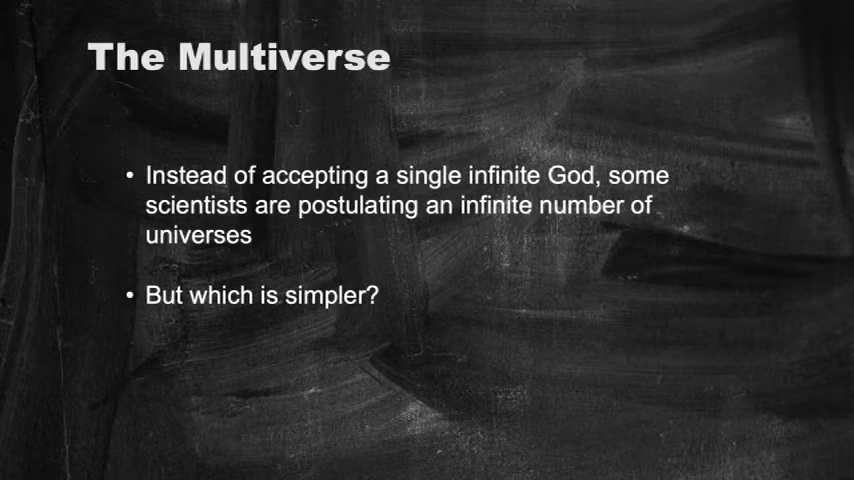 The Multiverse
• Instead of accepting a single infinite God, some
scientists are postulating an infinite number of
universes
• But which is simpler?